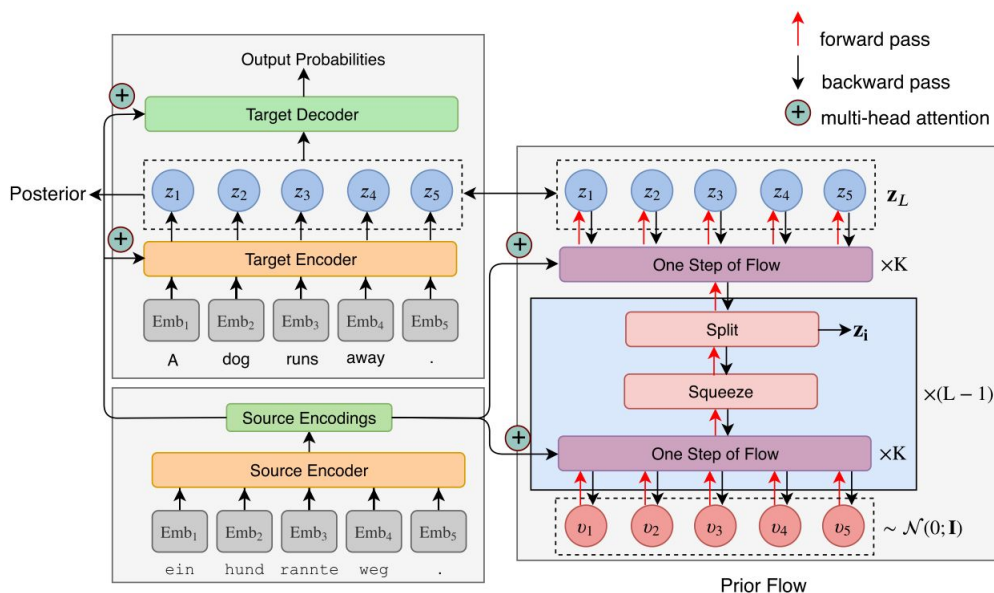 forward pass
backward pass
+ multi-head attention
Output Probabilities
+
Target Decoder
Posterior
z1 z2 z3 z4 z5
+
Target Encoder
Emb1 Emb2 Emb3 Emb4 Emb5
A dog runs away .
Source Encodings
Source Encoder
Emb1 Emb2 Emb3 Emb4 Emb5
ein hund rannte weg .
z1 z2 z3 z4 z5 zL
+
One Step of Flow ×K
Split zi
Squeeze ×(L − 1)
+
One Step of Flow ×K
υ1 υ2 υ3 υ4 υ5 ∼ 𝒩(0; I)
Prior Flow